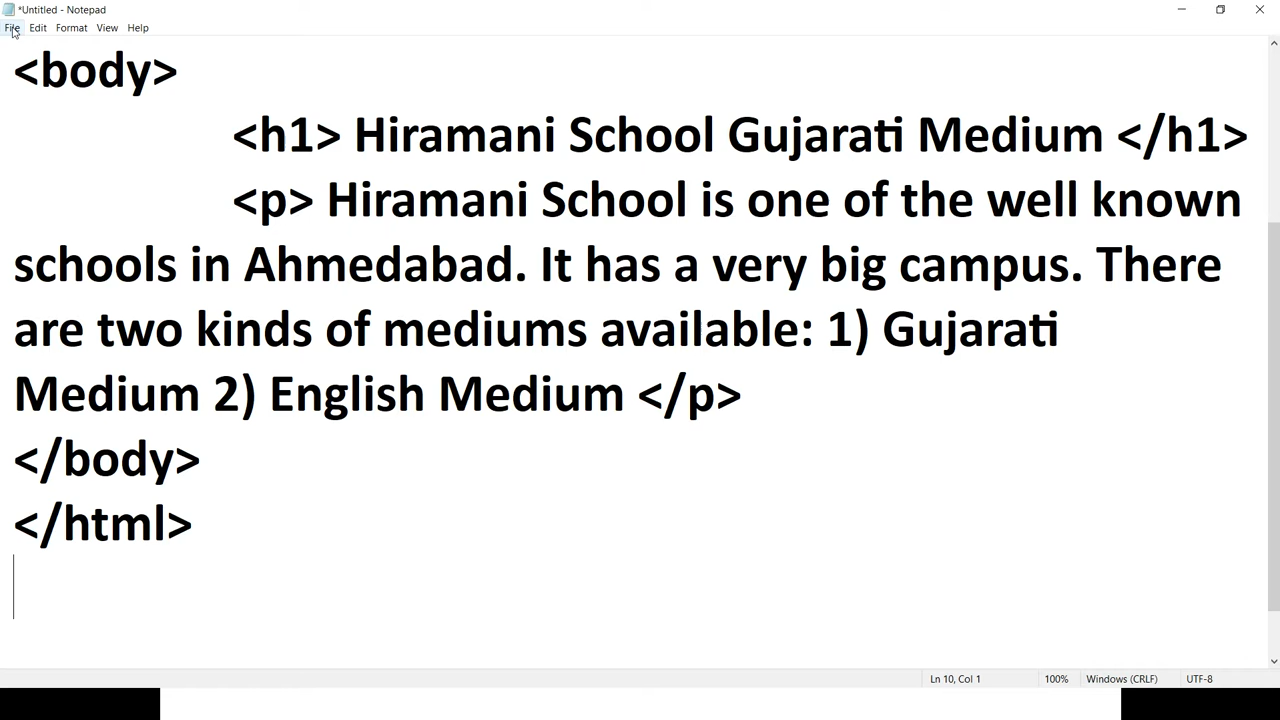 *Untitled - Notepad
File Edit Format View Help
<body>
<h1> Hiramani School Gujarati Medium </h1>
<p> Hiramani School is one of the well known
schools in Ahmedabad. It has a very big campus. There
are two kinds of mediums available: 1) Gujarati
Medium 2) English Medium </p>
</body>
</html>
Ln 10, Col 1 100% Windows (CRLF) UTF-8